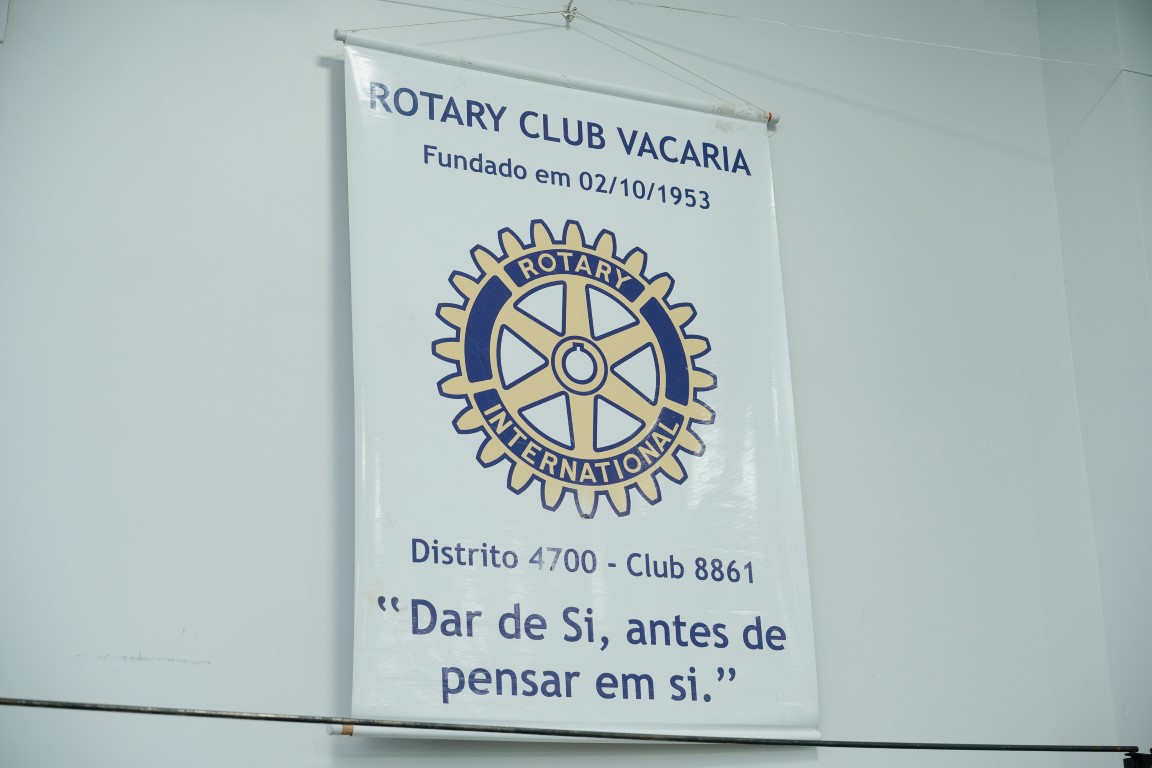 ROTARY CLUB VACARIA
Fundado em 02/10/1953
ROTARY
INTERNATIONAL
Distrito 4700 - Club 8861
“Dar de Si, antes de
pensar em si.”